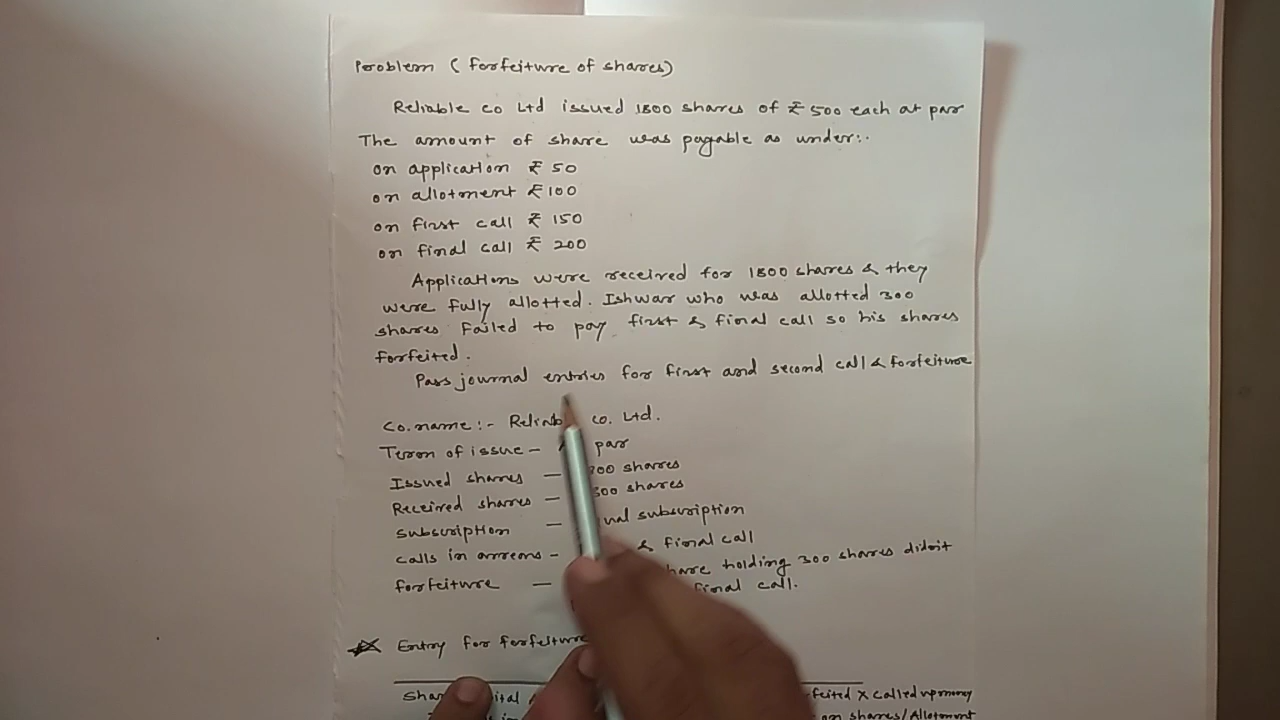 Problem ( forfeiture of shares)
Reliable co Ltd issued 1800 shares of ₹ 500 each at par
The amount of share was payable as under:-
on application ₹ 50
on allotment ₹ 100
on first call ₹ 150
on final call ₹ 200
Applications were received for 1800 shares & they
were fully allotted. Ishwar who was allotted 300
shares failed to pay first & final call so his shares
forfeited.
Pass journal entries for first and second call & forfeiture
Co. name :- co. Ltd.
Term of issue - par
Issued shares - shares
Received shares - shares
subscription - subscription
calls in arrears - & final call
forfeiture - holding 300 shares didn't
final call.
Entry for forfeiture
x called up money
on shares/Allotment